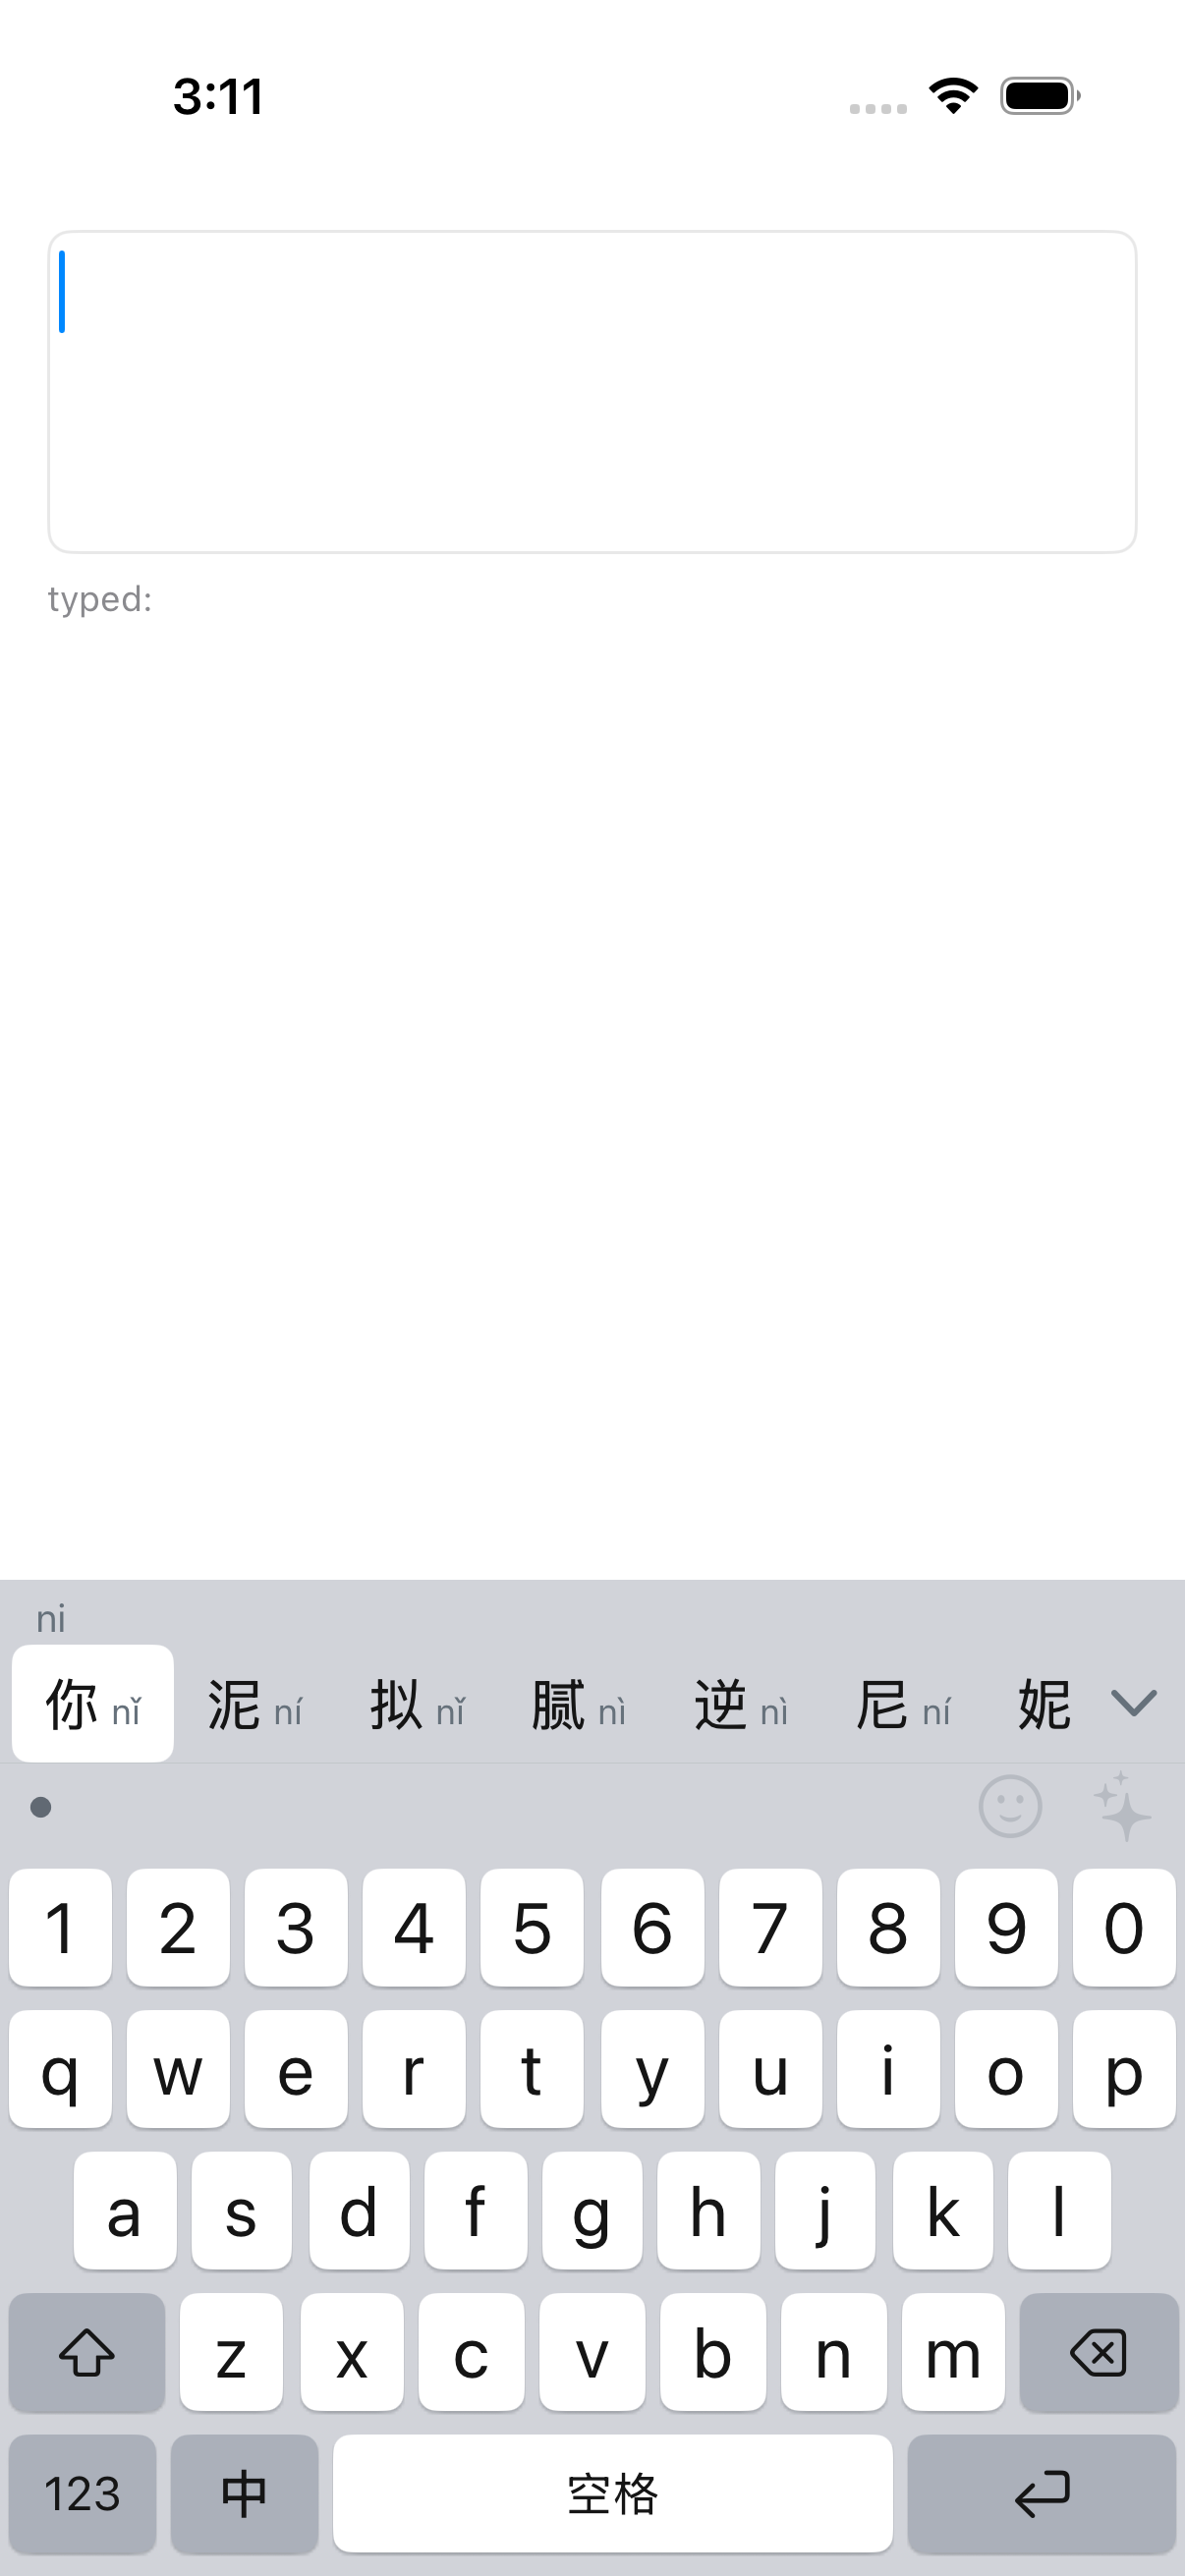 3:11
typed:
ni
你 nǐ 泥 ní 拟 nǐ 腻 nì 逆 nì 尼 ní 妮
1 2 3 4 5 6 7 8 9 0
q w e r t y u i o p
a s d f g h j k l
z x c v b n m
123 中 空格